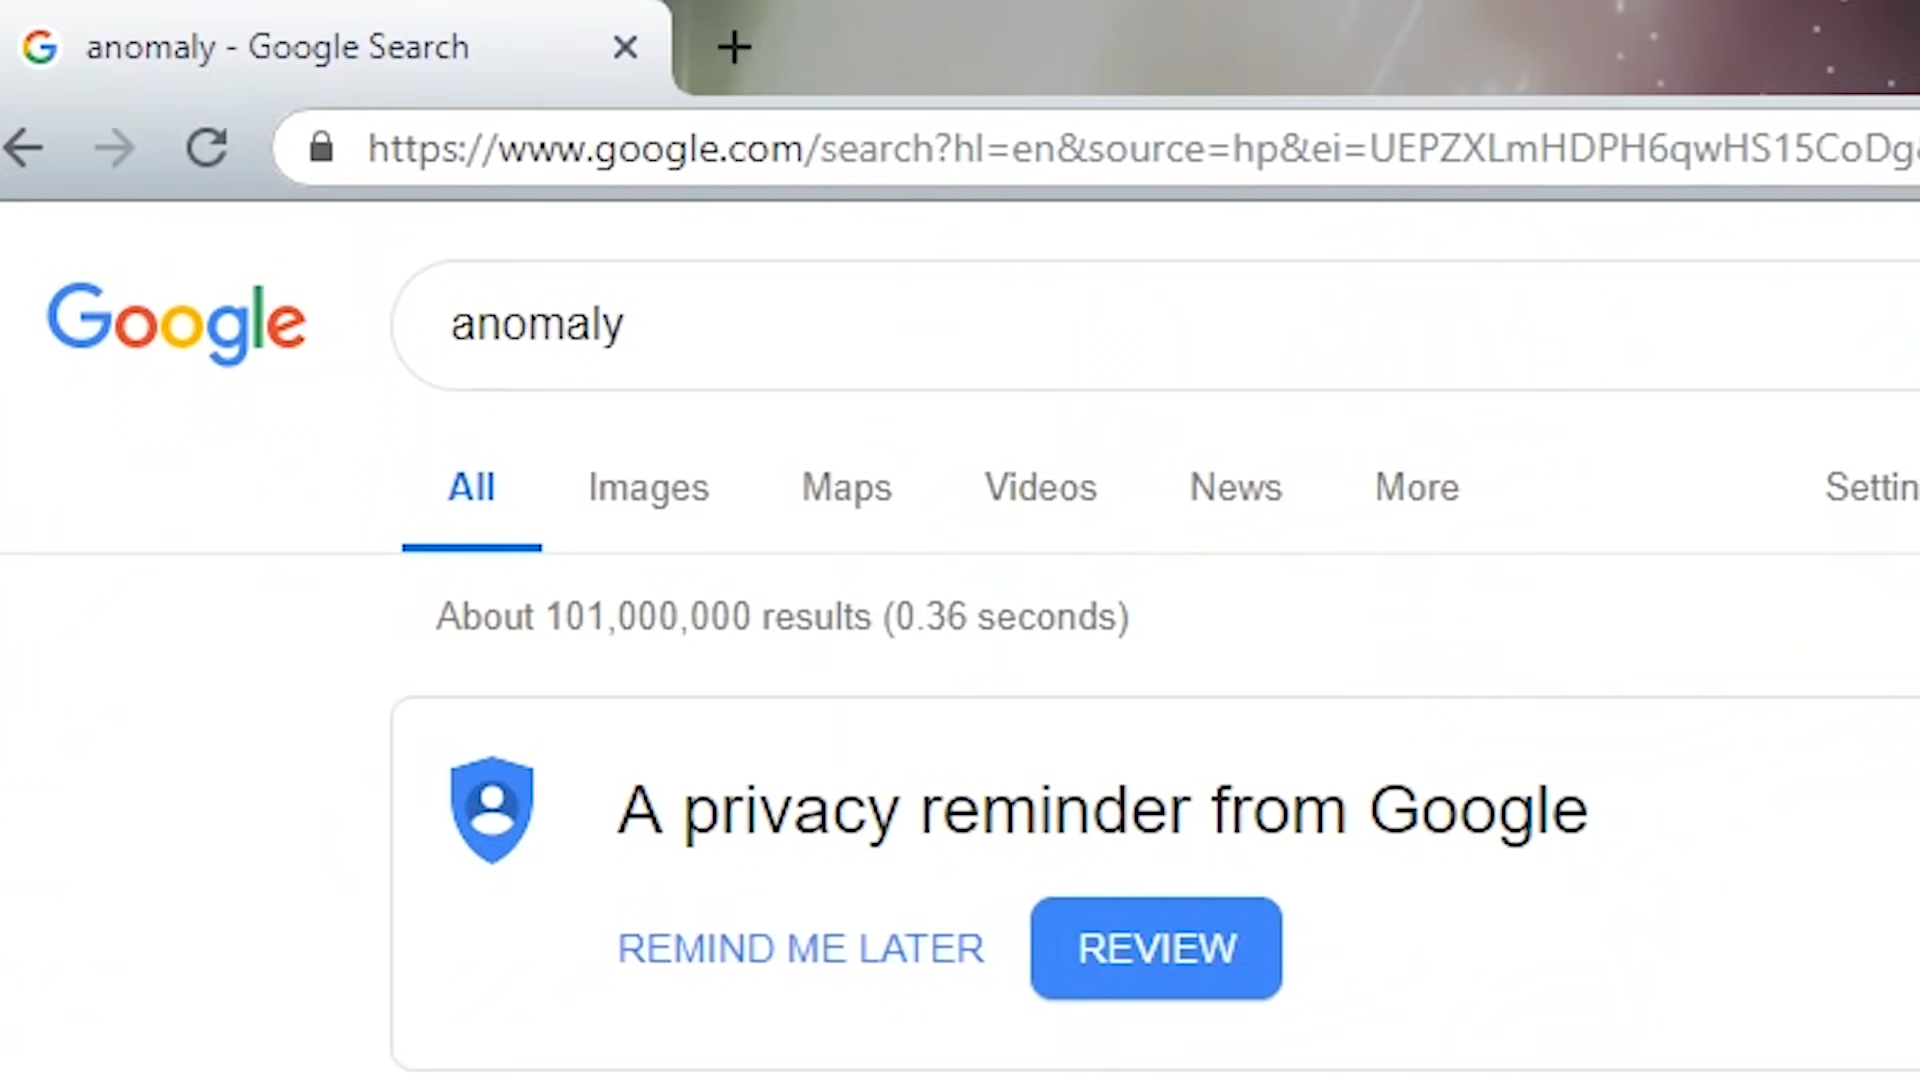 anomaly - Google Search
https://www.google.com/search?hl=en&source=hp&ei=UEPZXLmHDPH6qwHS15CoDg
Google
anomaly
All Images Maps Videos News More Settin
About 101,000,000 results (0.36 seconds)
A privacy reminder from Google
REMIND ME LATER REVIEW